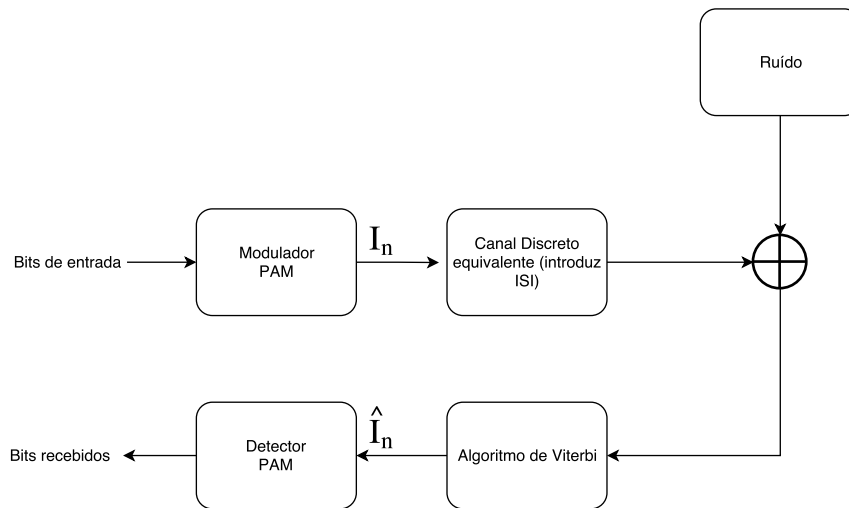 Ruído
Bits de entrada
Modulador
PAM
Iₙ
Canal Discreto
equivalente (introduz
ISI)
Bits recebidos
Detector
PAM
Îₙ
Algoritmo de Viterbi